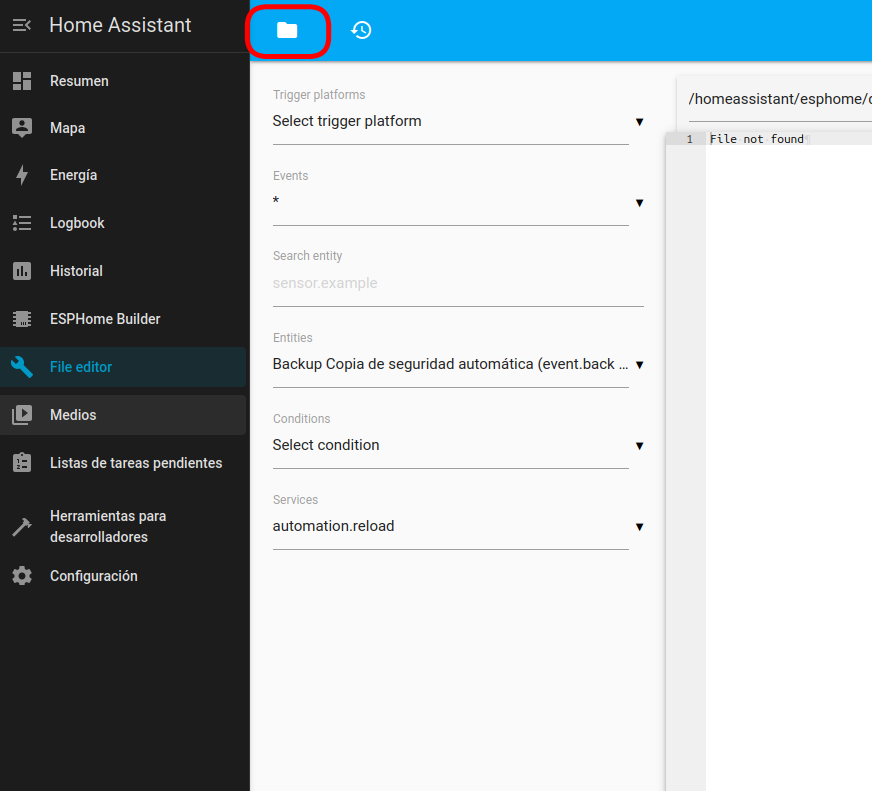 Home Assistant
Resumen
Mapa
Energía
Logbook
Historial
ESPHome Builder
File editor
Medios
Listas de tareas pendientes
Herramientas para
desarrolladores
Configuración
Trigger platforms
Select trigger platform
Events
*
Search entity
sensor.example
Entities
Backup Copia de seguridad automática (event.back ...
Conditions
Select condition
Services
automation.reload
/homeassistant/esphome/
1 File not found